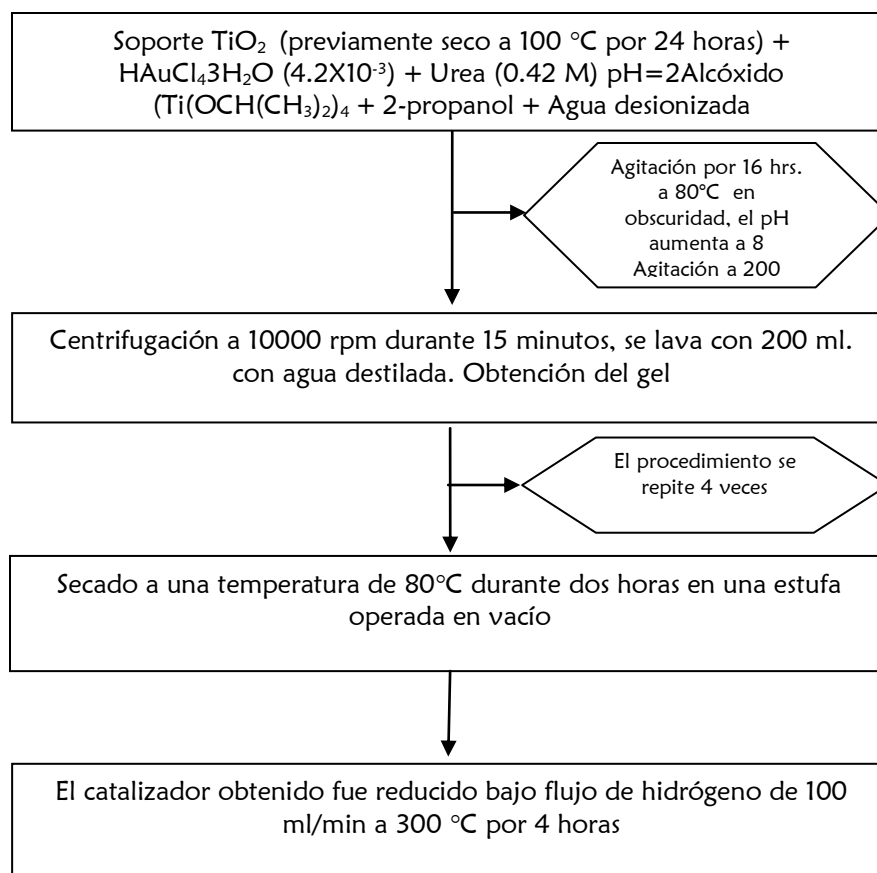 Soporte TiO₂ (previamente seco a 100 °C por 24 horas) +
HAuCl₄3H₂O (4.2X10⁻³) + Urea (0.42 M) pH=2Alcóxido
(Ti(OCH(CH₃)₂)₄ + 2-propanol + Agua desionizada
Agitación por 16 hrs.
a 80°C en
obscuridad, el pH
aumenta a 8
Agitación a 200
Centrifugación a 10000 rpm durante 15 minutos, se lava con 200 ml.
con agua destilada. Obtención del gel
El procedimiento se
repite 4 veces
Secado a una temperatura de 80°C durante dos horas en una estufa
operada en vacío
El catalizador obtenido fue reducido bajo flujo de hidrógeno de 100
ml/min a 300 °C por 4 horas